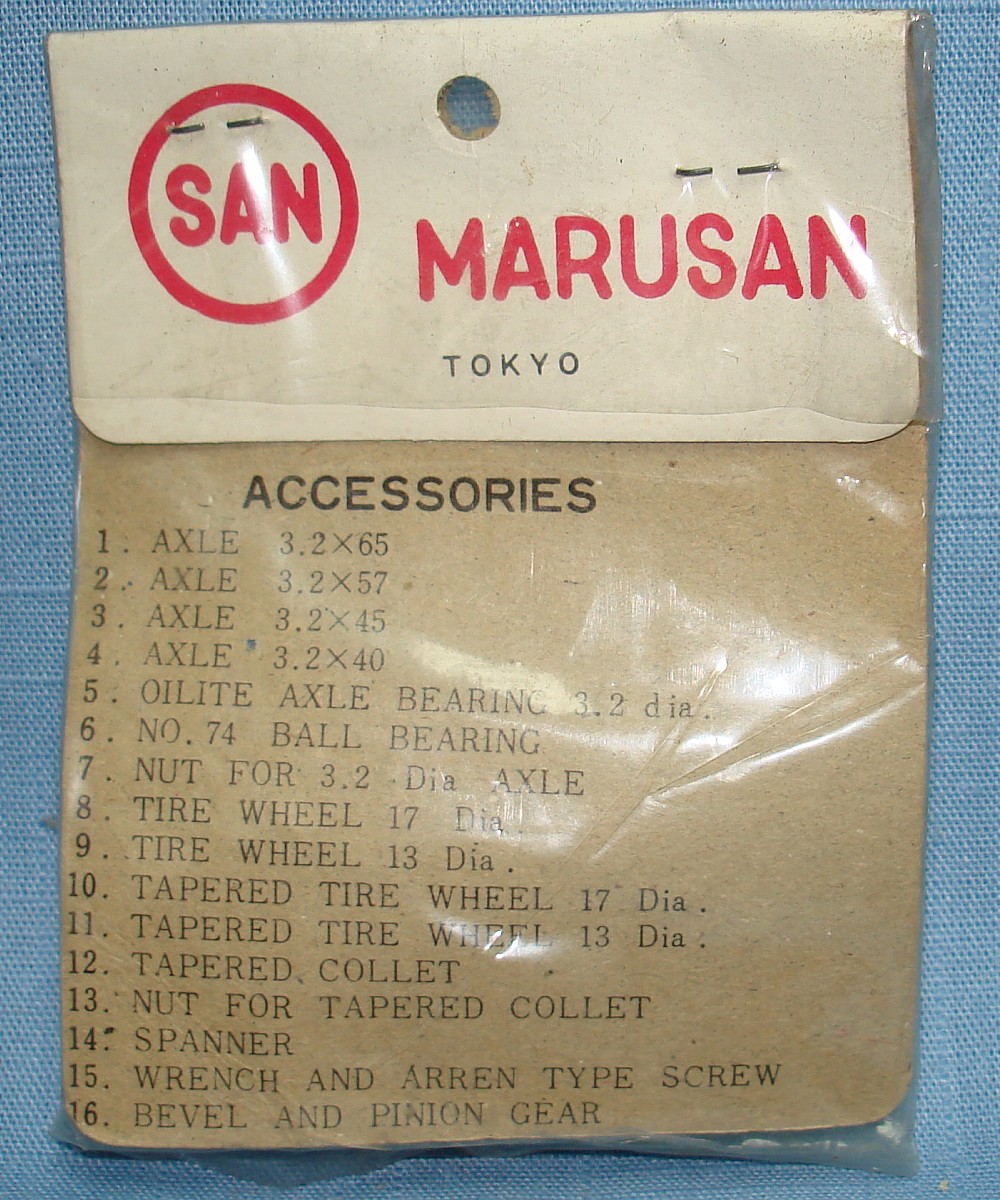 SAN
MARUSAN
TOKYO
ACCESSORIES
1. AXLE 3.2×65
2. AXLE 3.2×57
3. AXLE 3.2×45
4. AXLE 3.2×40
5. OILITE AXLE BEARING 3.2 dia.
6. NO.74 BALL BEARING
7. NUT FOR 3.2 Dia AXLE
8. TIRE WHEEL 17 Dia.
9. TIRE WHEEL 13 Dia.
10. TAPERED TIRE WHEEL 17 Dia.
11. TAPERED TIRE WHEEL 13 Dia.
12. TAPERED COLLET
13. NUT FOR TAPERED COLLET
14. SPANNER
15. WRENCH AND ARREN TYPE SCREW
16. BEVEL AND PINION GEAR